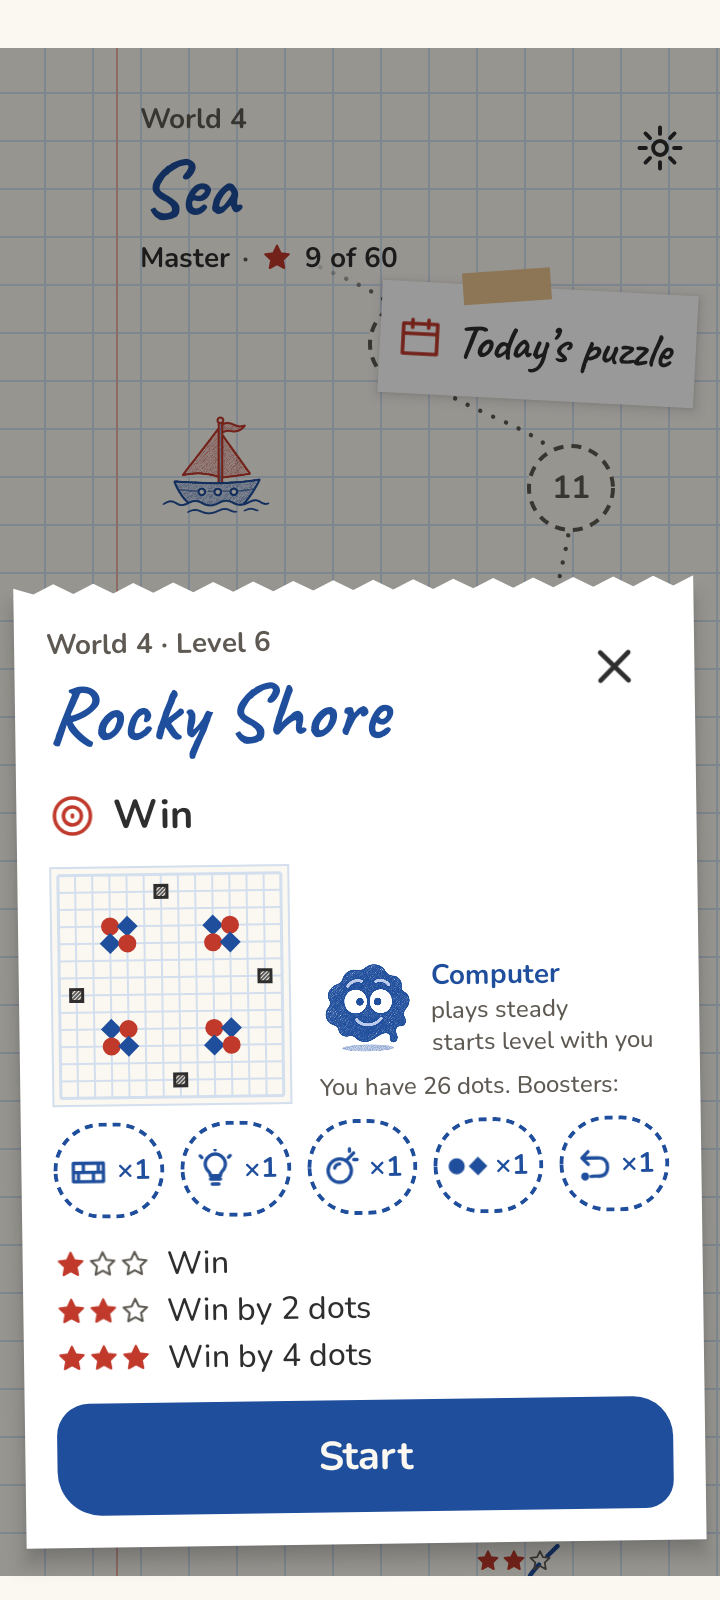 World 4
Sea
Master · 9 of 60
Today's puzzle
11
World 4 · Level 6
Rocky Shore
Win
Computer
plays steady
starts level with you
You have 26 dots. Boosters:
×1 ×1 ×1 ×1 ×1
Win
Win by 2 dots
Win by 4 dots
Start